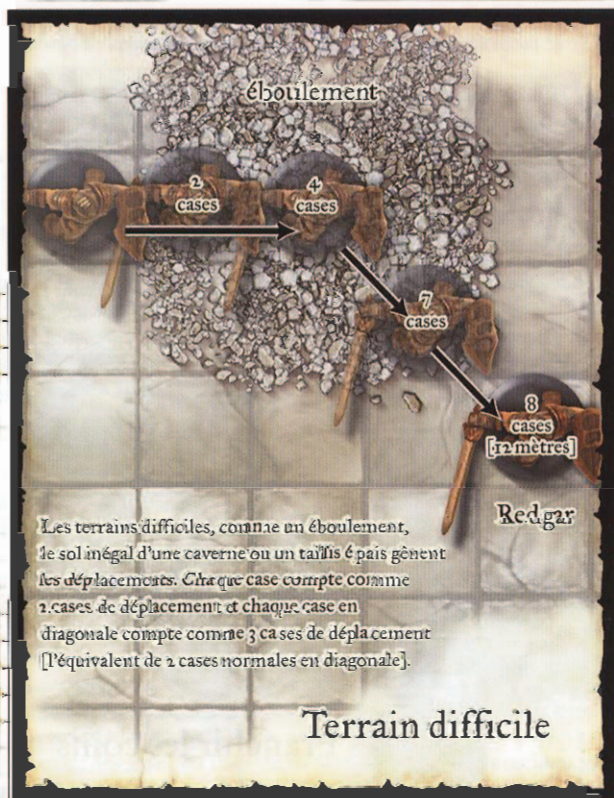 éboulement
2
cases
4
cases
7
cases
8
cases
[12 mètres]
Redgar
Les terrains difficiles, comme un éboulement,
le sol inégal d'une caverne ou un taillis épais gênent
les déplacements. Chaque case compte comme
2 cases de déplacement et chaque case en
diagonale compte comme 3 cases de déplacement
[l'équivalent de 2 cases normales en diagonale].
Terrain difficile